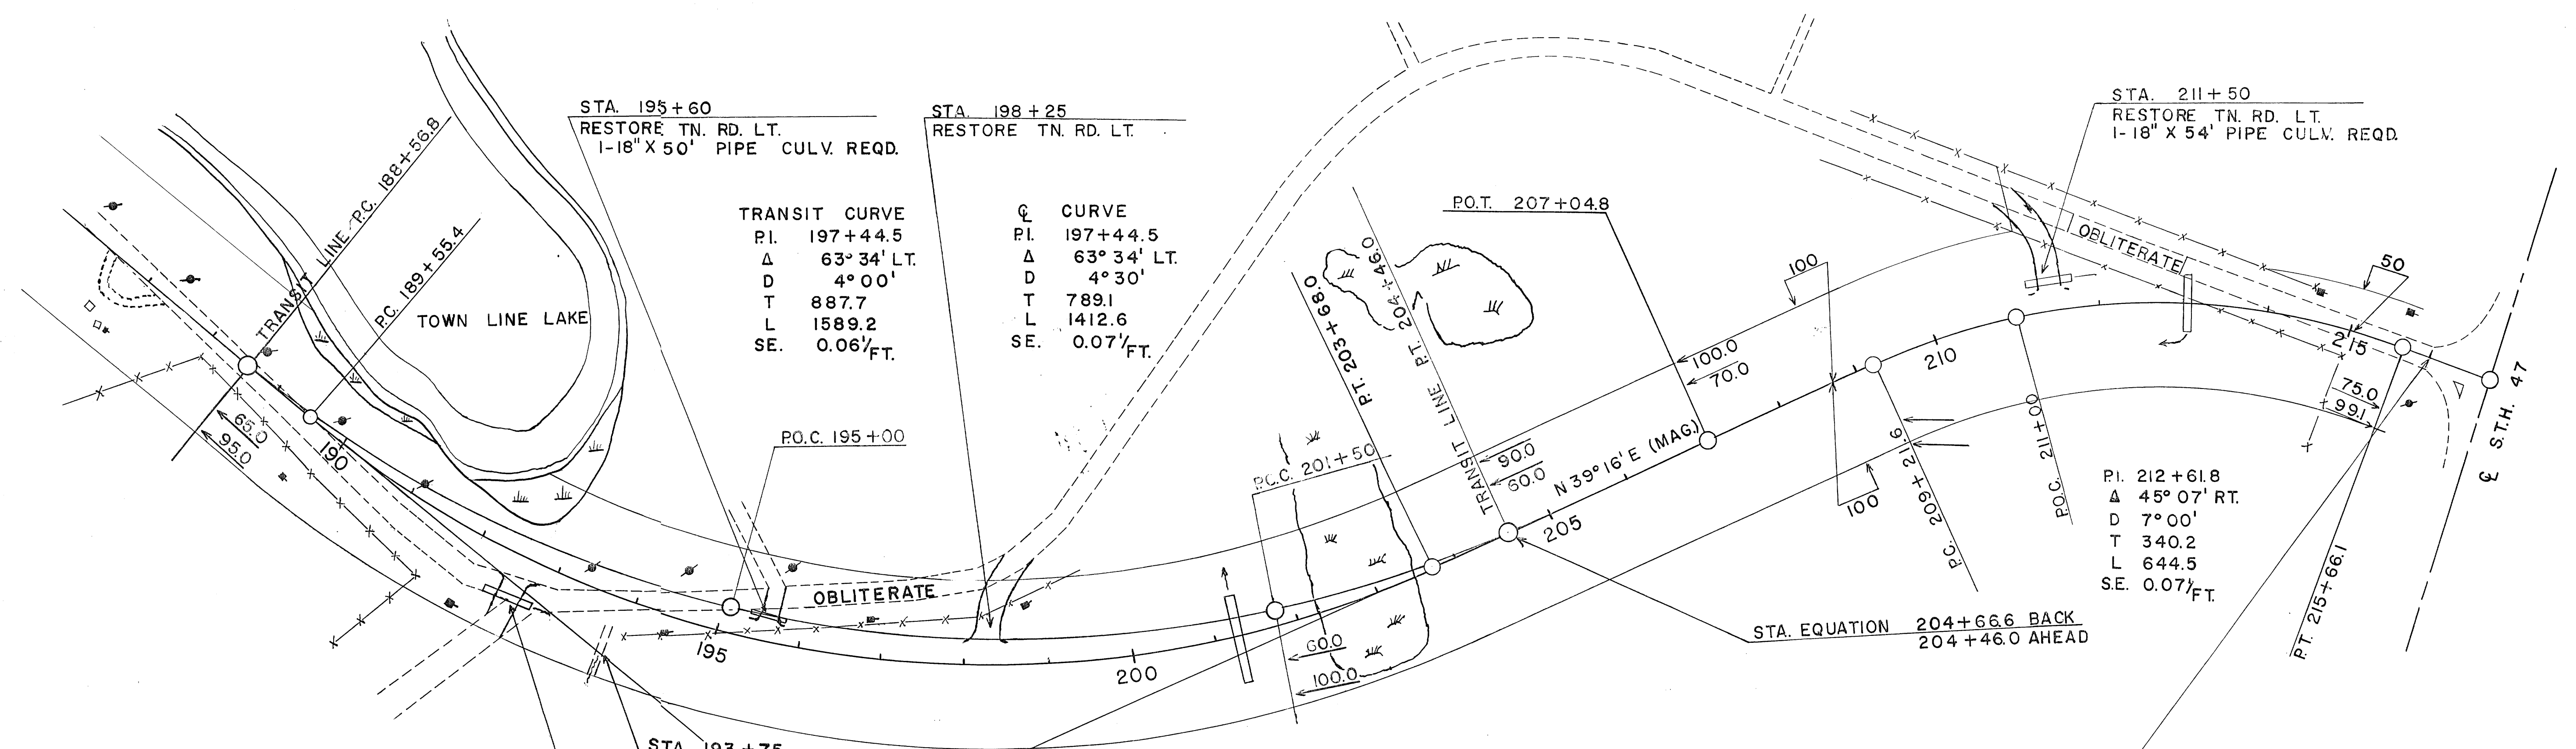 STA. 195+60
RESTORE TN. RD. LT.
1-18" X 50' PIPE CULV. REQD.
STA. 198+25
RESTORE TN. RD. LT.
STA. 211+50
RESTORE TN. RD. LT.
1-18" X 54' PIPE CULV. REQD.
TRANSIT LINE P.C. 188+56.8
P.C. 189+55.4
TOWN LINE LAKE
TRANSIT CURVE
P.I. 197+44.5
Δ 63° 34' LT.
D 4° 00'
T 887.7
L 1589.2
SE. 0.06'/FT.
℄ CURVE
P.I. 197+44.5
Δ 63° 34' LT.
D 4° 30'
T 789.1
L 1412.6
SE. 0.07'/FT.
P.O.T. 207+04.8
P.T. 203+68.0
TRANSIT LINE P.T. 204+46.0
100
100.0
70.0
OBLITERATE
50
215
210
75.0
99.1
℄ S.T.H. 47
65.0
95.0
190
P.O.C. 195+00
P.C.C. 201+50
90.0
60.0
N 39° 16' E (MAG.)
205
100
P.C. 209+21.6
P.O.C. 211+00
P.I. 212+61.8
Δ 45° 07' RT.
D 7° 00'
T 340.2
L 644.5
S.E. 0.07'/FT.
P.T. 215+66.1
OBLITERATE
195
200
60.0
100.0
STA. EQUATION 204+66.6 BACK
204+46.0 AHEAD
STA. 193+75